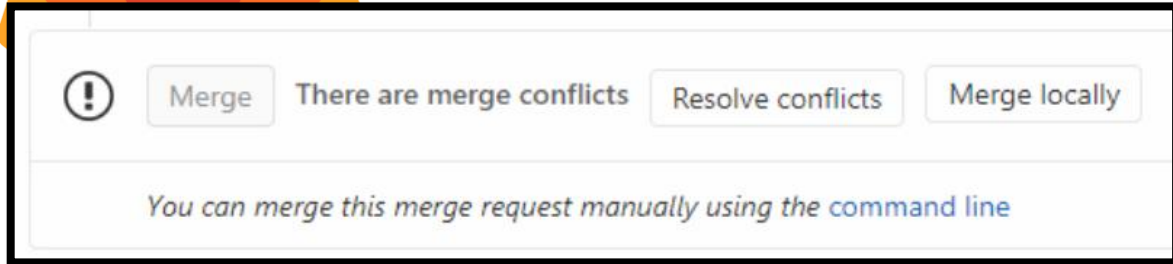 Merge There are merge conflicts Resolve conflicts Merge locally
You can merge this merge request manually using the command line